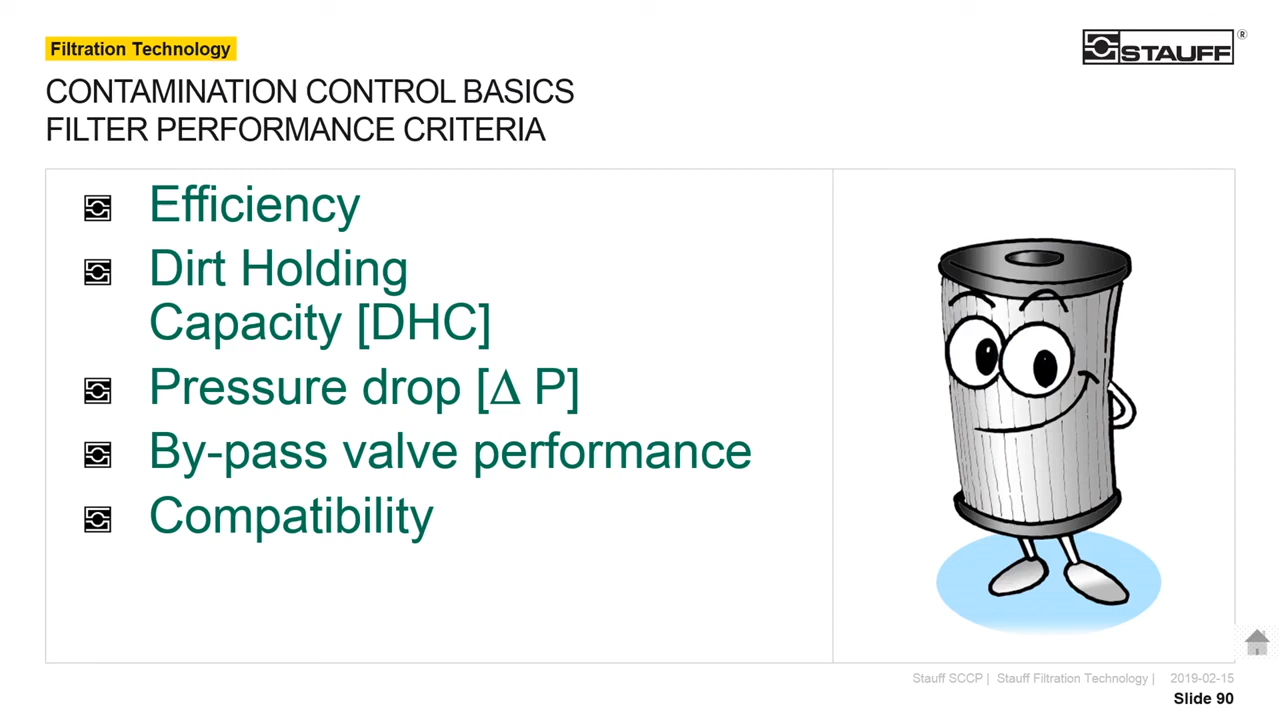 Filtration Technology
STAUFF®
CONTAMINATION CONTROL BASICS
FILTER PERFORMANCE CRITERIA
Efficiency
Dirt Holding
Capacity [DHC]
Pressure drop [Δ P]
By-pass valve performance
Compatibility
Stauff SCCP | Stauff Filtration Technology | 2019-02-15
Slide 90